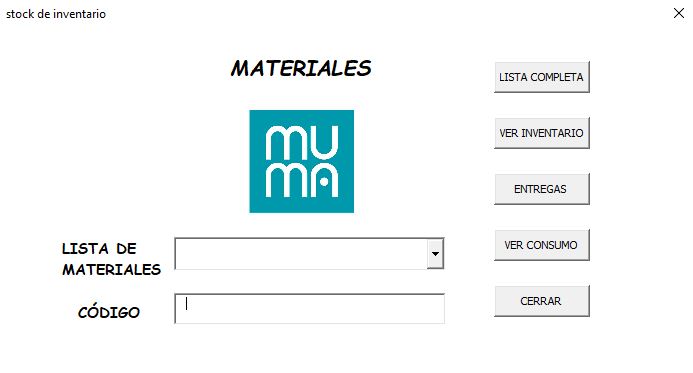 stock de inventario
MATERIALES
MU
MA
LISTA DE
MATERIALES
CÓDIGO
LISTA COMPLETA
VER INVENTARIO
ENTREGAS
VER CONSUMO
CERRAR